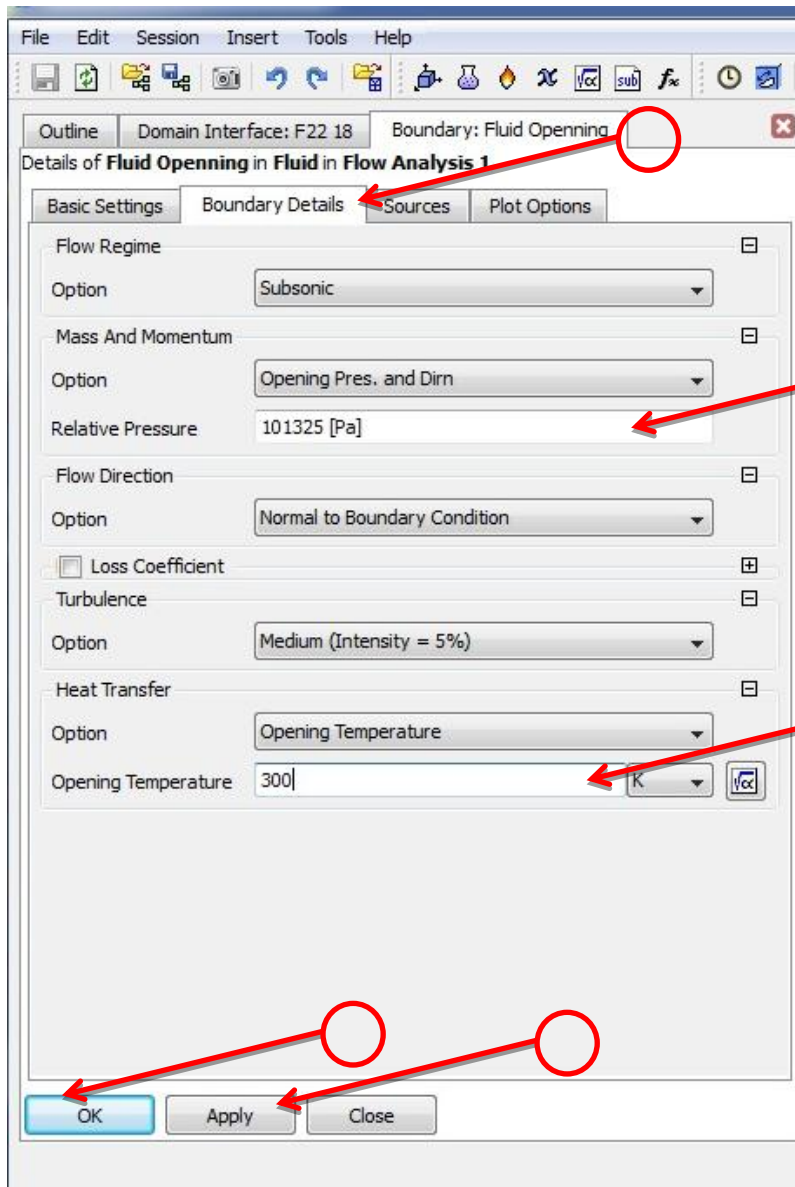 File Edit Session Insert Tools Help
Outline Domain Interface: F22 18 Boundary: Fluid Openning
Details of Fluid Openning in Fluid in Flow Analysis 1
Basic Settings Boundary Details Sources Plot Options
Flow Regime
Option Subsonic
Mass And Momentum
Option Opening Pres. and Dirn
Relative Pressure 101325 [Pa]
Flow Direction
Option Normal to Boundary Condition
Loss Coefficient
Turbulence
Option Medium (Intensity = 5%)
Heat Transfer
Option Opening Temperature
Opening Temperature 300 K
OK Apply Close